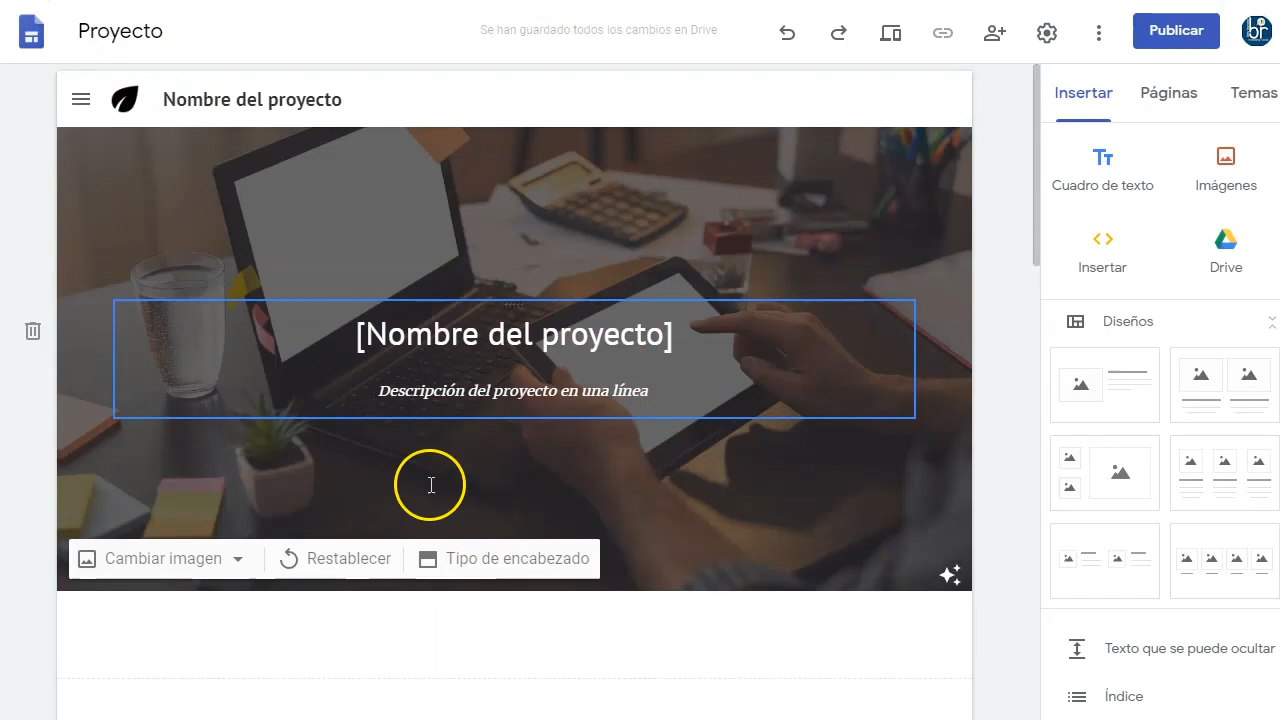 Proyecto
Se han guardado todos los cambios en Drive
Publicar
br
Nombre del proyecto
Insertar
Páginas
Temas
Cuadro de texto
Imágenes
Insertar
Drive
[Nombre del proyecto]
Descripción del proyecto en una línea
Diseños
Cambiar imagen
Restablecer
Tipo de encabezado
Texto que se puede ocultar
Índice